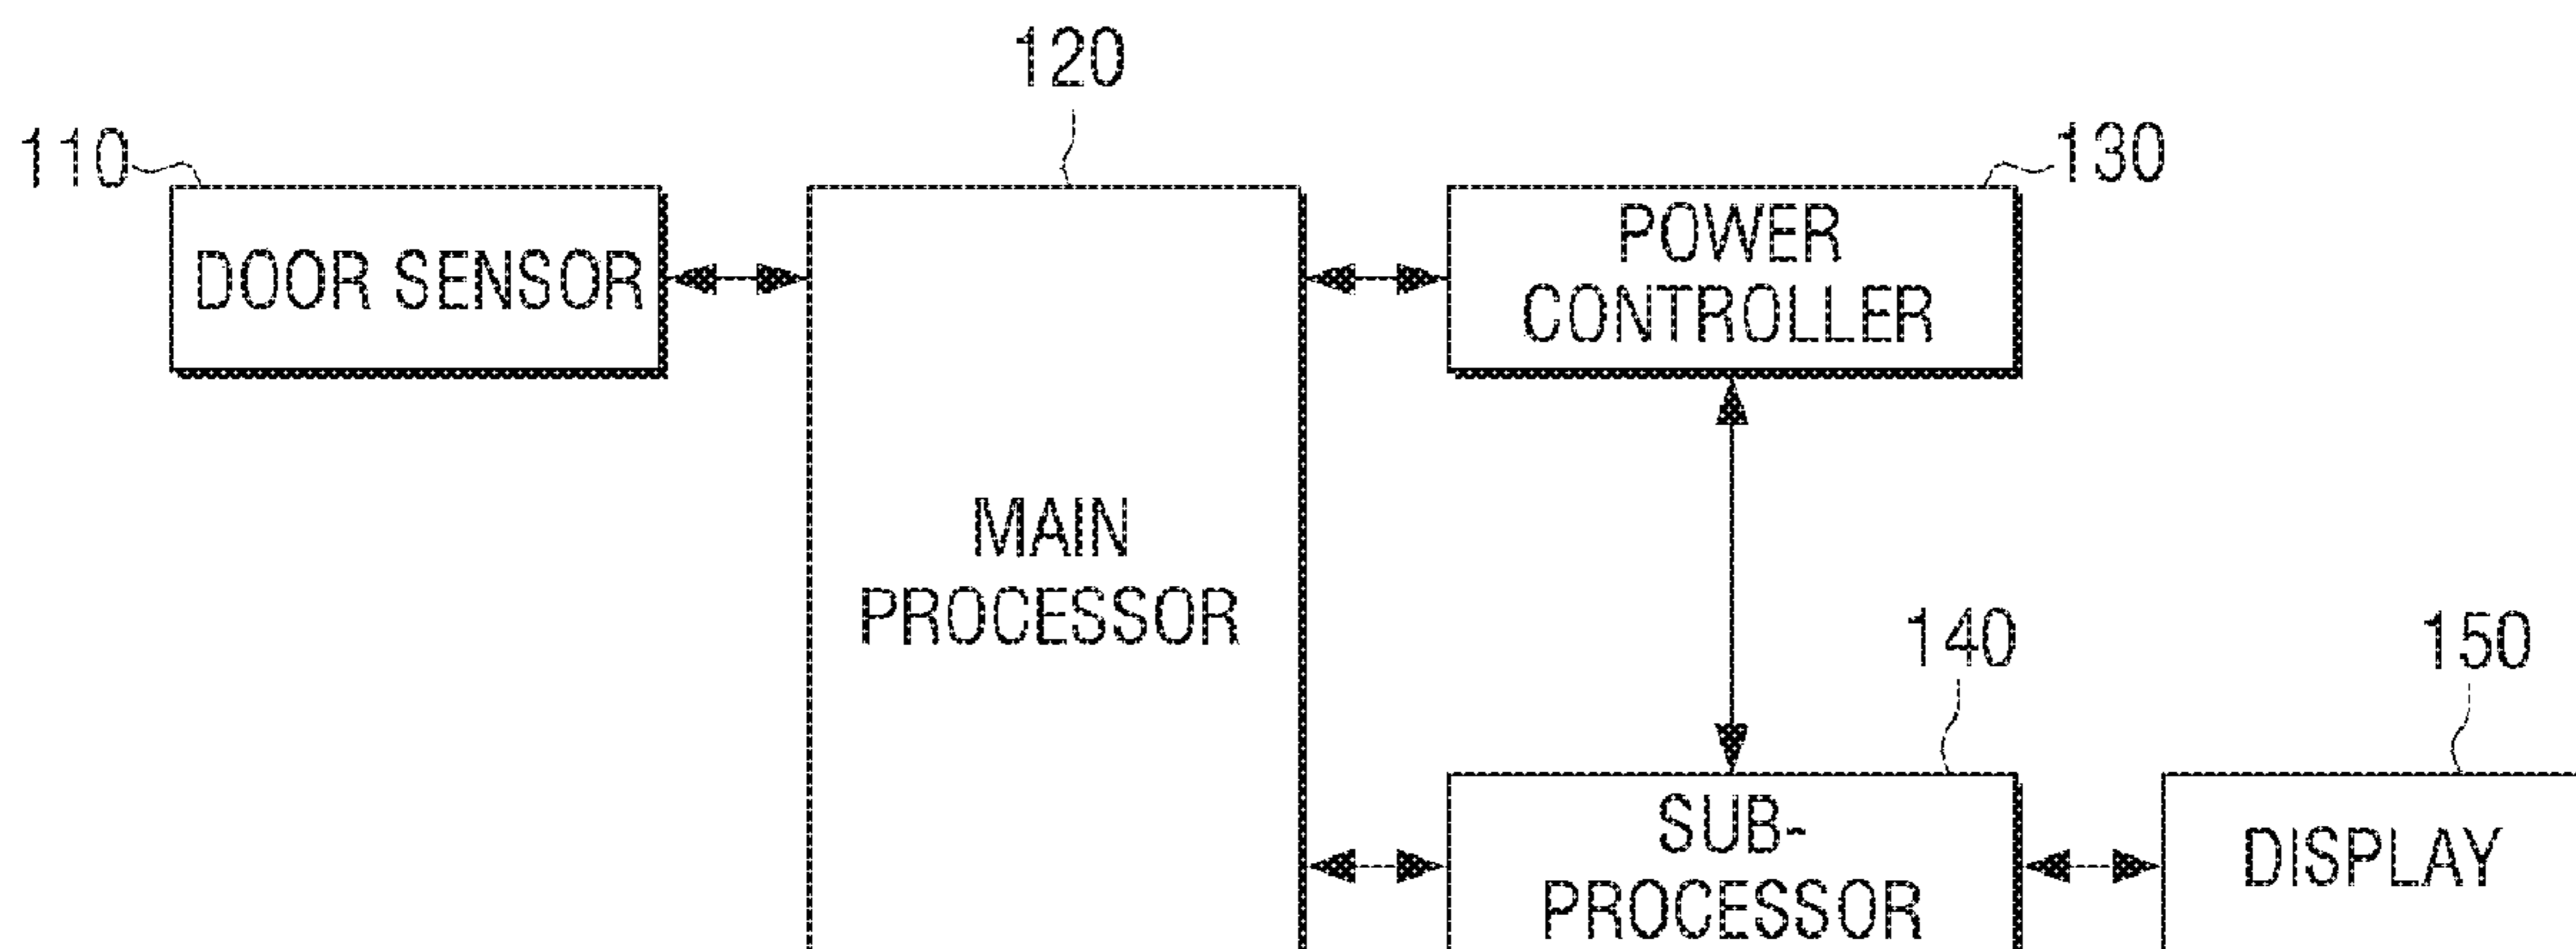 120
110
130
DOOR SENSOR
POWER
CONTROLLER
MAIN
PROCESSOR
140
150
SUB-
PROCESSOR
DISPLAY